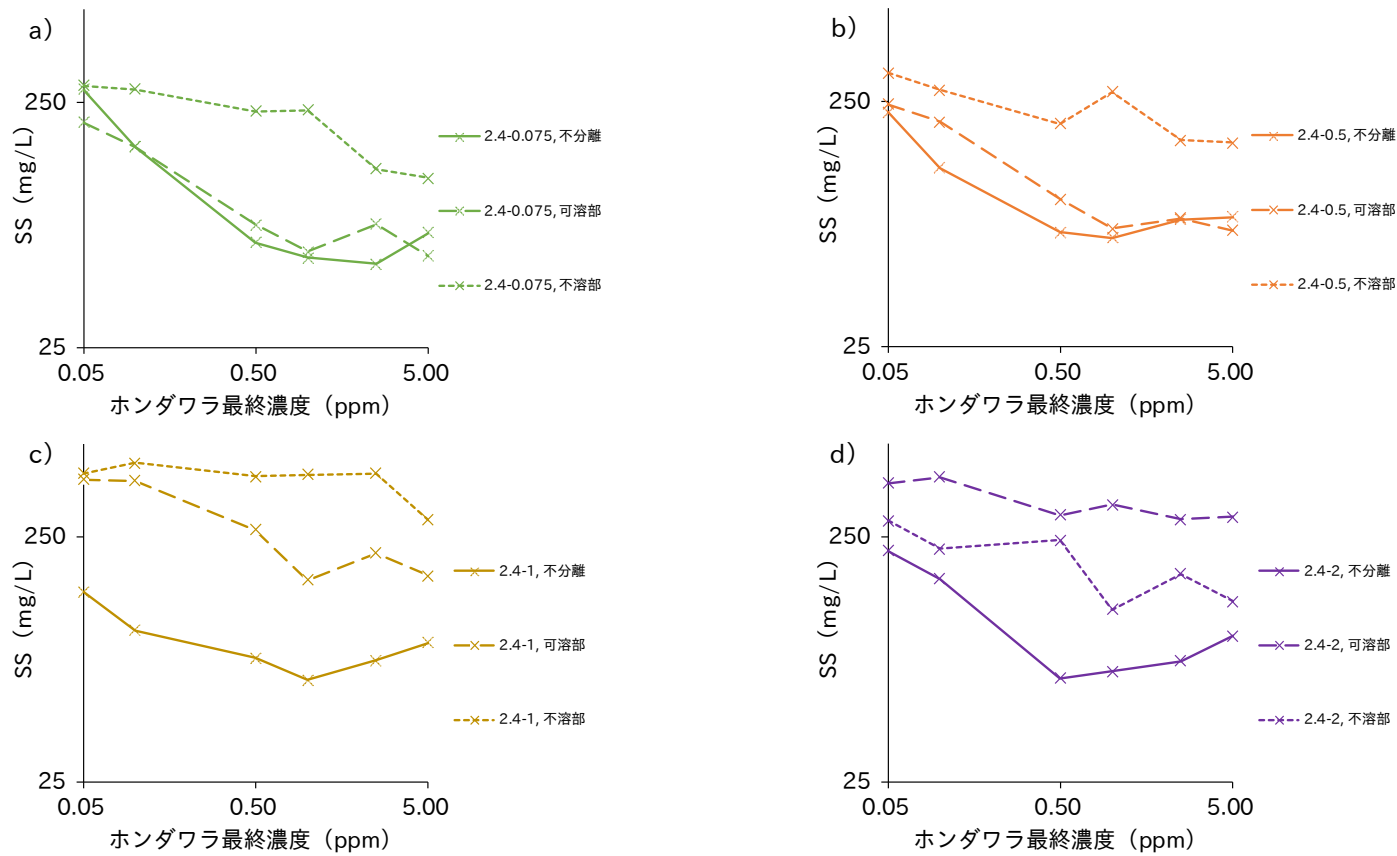 a）
250
25
SS（mg/L）
0.05 0.50 5.00
ホンダワラ最終濃度（ppm）
2.4-0.075, 不分離
2.4-0.075, 可溶部
2.4-0.075, 不溶部
b）
250
25
SS（mg/L）
0.05 0.50 5.00
ホンダワラ最終濃度（ppm）
2.4-0.5, 不分離
2.4-0.5, 可溶部
2.4-0.5, 不溶部
c）
250
25
SS（mg/L）
0.05 0.50 5.00
ホンダワラ最終濃度（ppm）
2.4-1, 不分離
2.4-1, 可溶部
2.4-1, 不溶部
d）
250
25
SS（mg/L）
0.05 0.50 5.00
ホンダワラ最終濃度（ppm）
2.4-2, 不分離
2.4-2, 可溶部
2.4-2, 不溶部